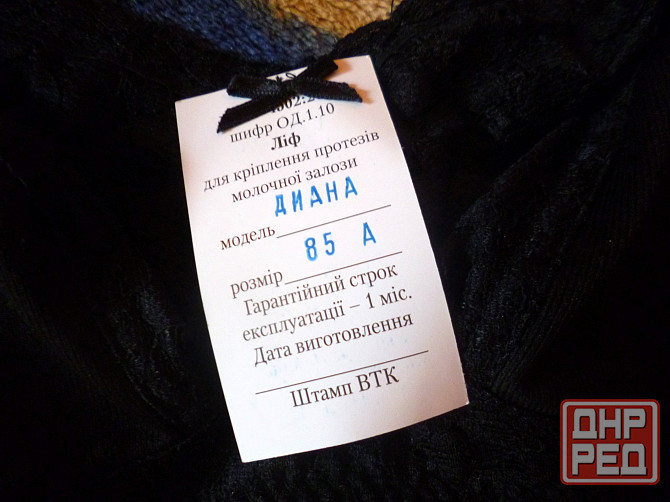 шифр ОД.1.10
Ліф
для кріплення протезів
молочної залози
ДИАНА
модель
85 А
розмір
Гарантійний строк
експлуатації – 1 міс.
Дата виготовлення
Штамп ВТК
ДНР
РЕД